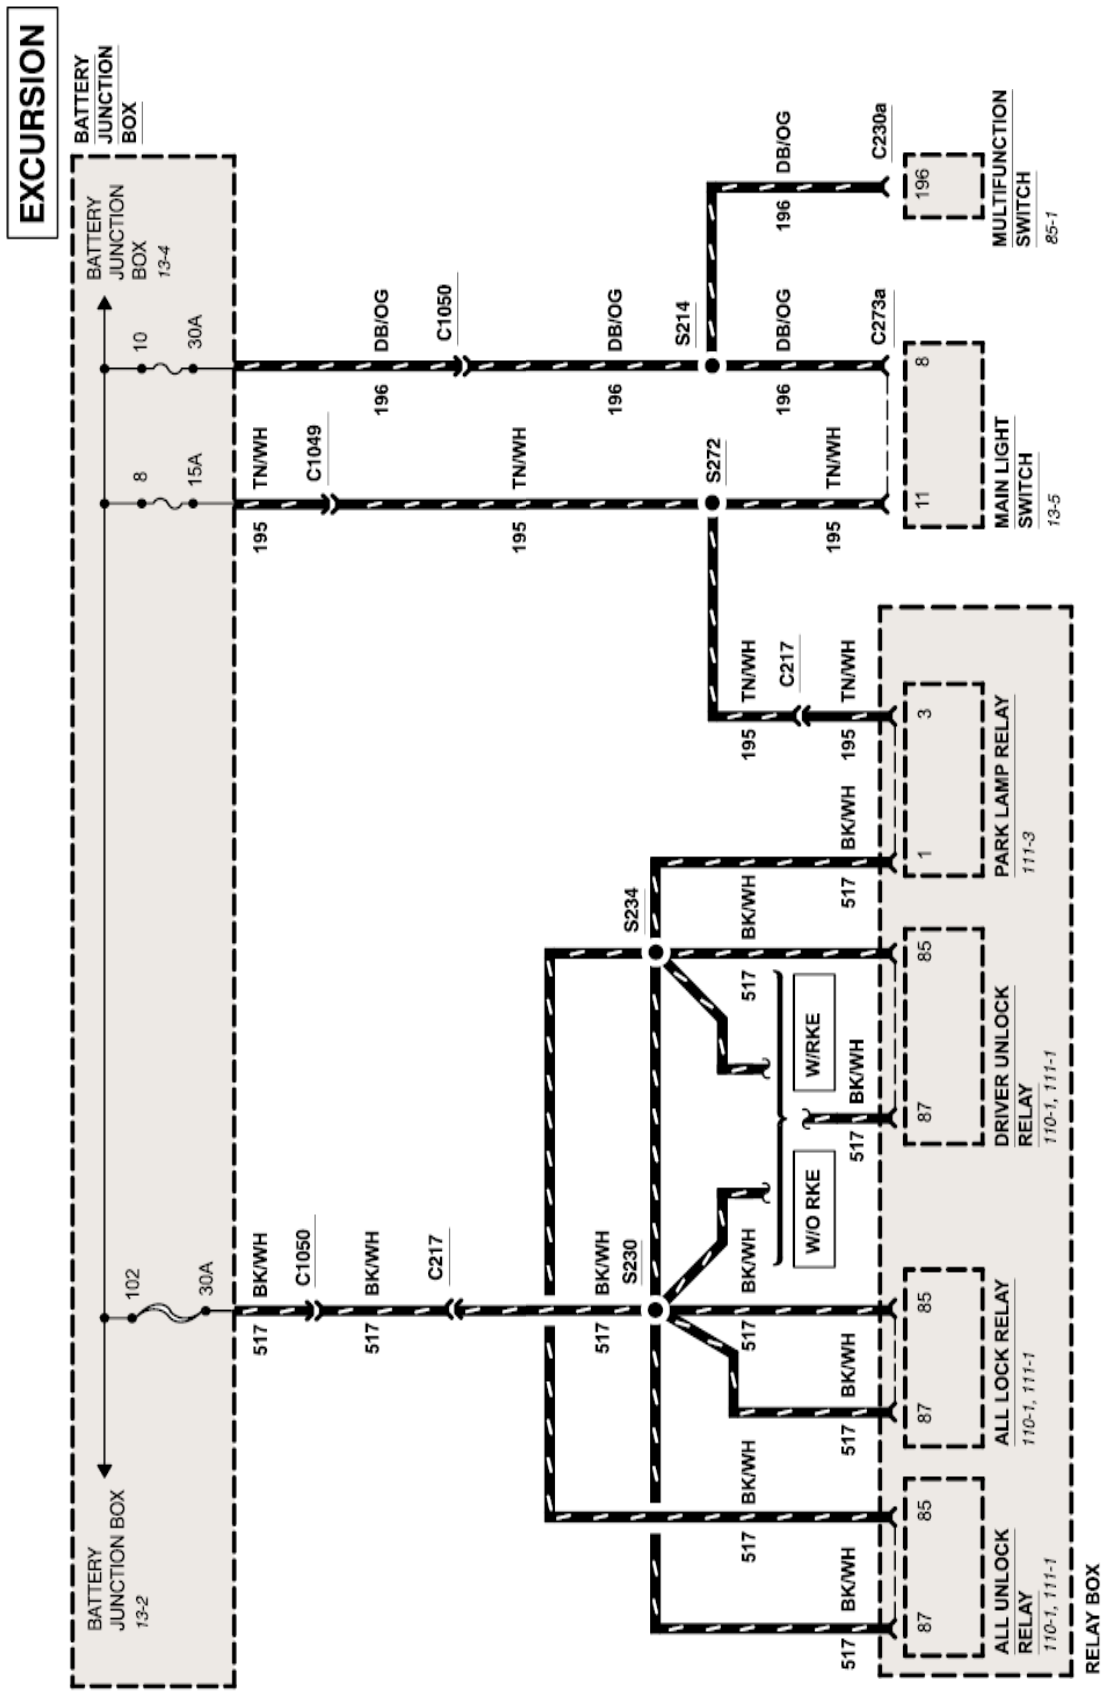 EXCURSION
BATTERY
JUNCTION
BOX
BATTERY
JUNCTION BOX
13-2
102
30A
8
15A
10
30A
BATTERY
JUNCTION
BOX
13-4
517
BK/WH
C1050
517
BK/WH
C217
517
BK/WH
S230
S234
195
TN/WH
C1049
195
TN/WH
S272
195
TN/WH
196
DB/OG
C1050
196
DB/OG
S214
196
DB/OG
C273a
196
DB/OG
C230a
517
BK/WH
517
BK/WH
517
BK/WH
517
BK/WH
W/O RKE
W/RKE
517
BK/WH
517
BK/WH
517
BK/WH
195
TN/WH
C217
195
TN/WH
87
85
ALL UNLOCK
RELAY
110-1, 111-1
87
85
ALL LOCK RELAY
110-1, 111-1
87
85
DRIVER UNLOCK
RELAY
110-1, 111-1
1
3
PARK LAMP RELAY
111-3
11
8
MAIN LIGHT
SWITCH
13-5
196
MULTIFUNCTION
SWITCH
85-1
RELAY BOX